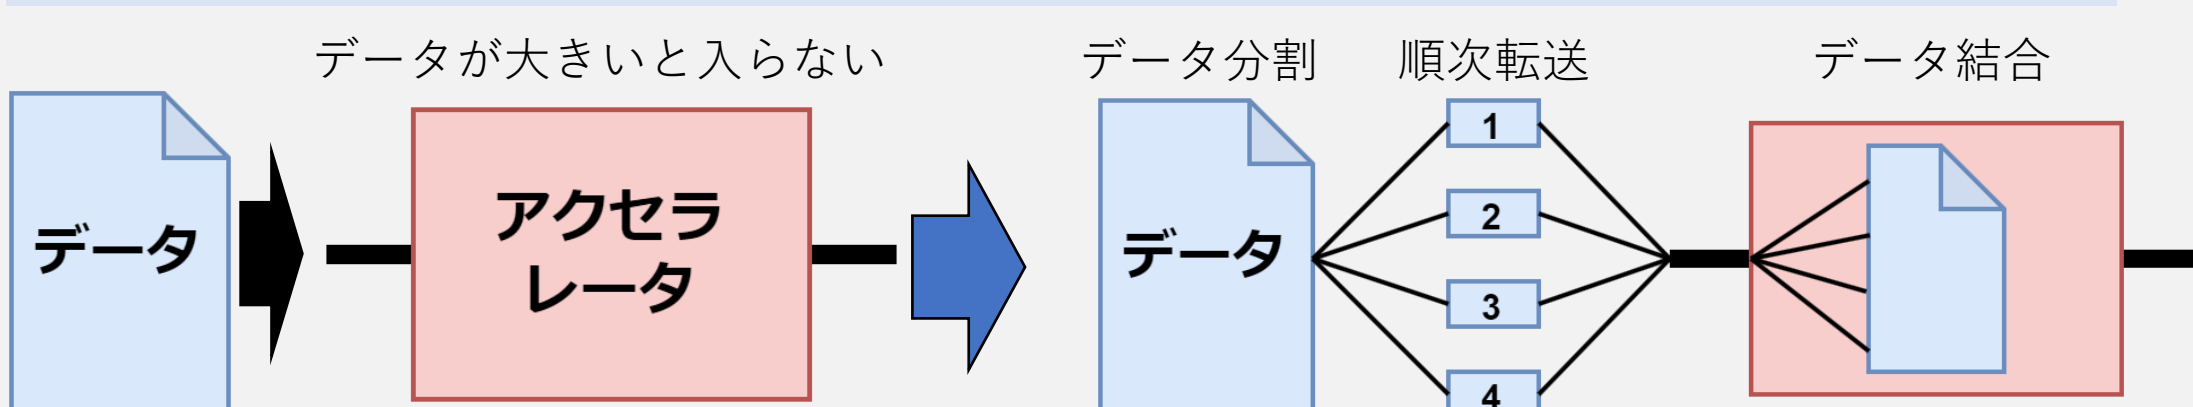 データが大きいと入らない
データ
アクセラ
レータ
データ分割
順次転送
データ結合
データ
1
2
3
4